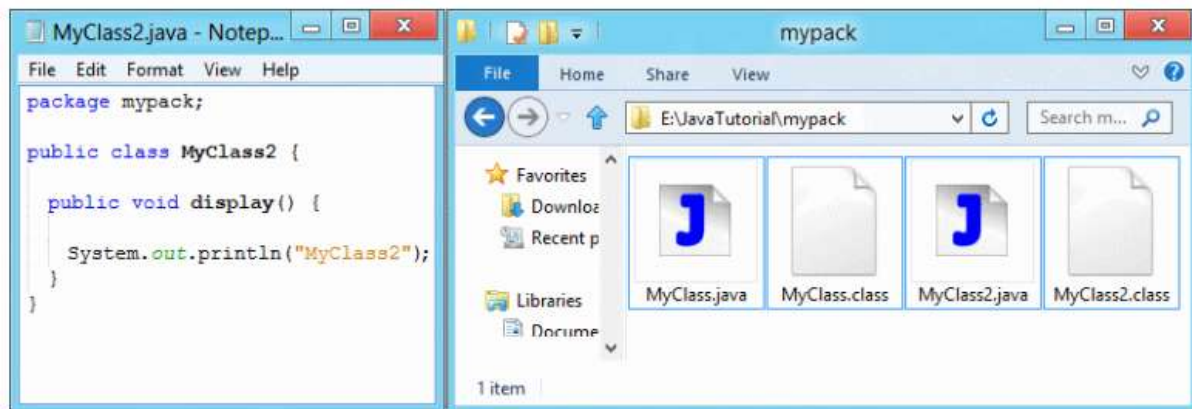 MyClass2.java - Notep...
File Edit Format View Help
package mypack;
public class MyClass2 {
public void display() {
System.out.println("MyClass2");
}
}
mypack
File Home Share View
E:\JavaTutorial\mypack
Search m...
Favorites
Downloa
Recent p
Libraries
Docume
MyClass.java MyClass.class MyClass2.java MyClass2.class
1 item